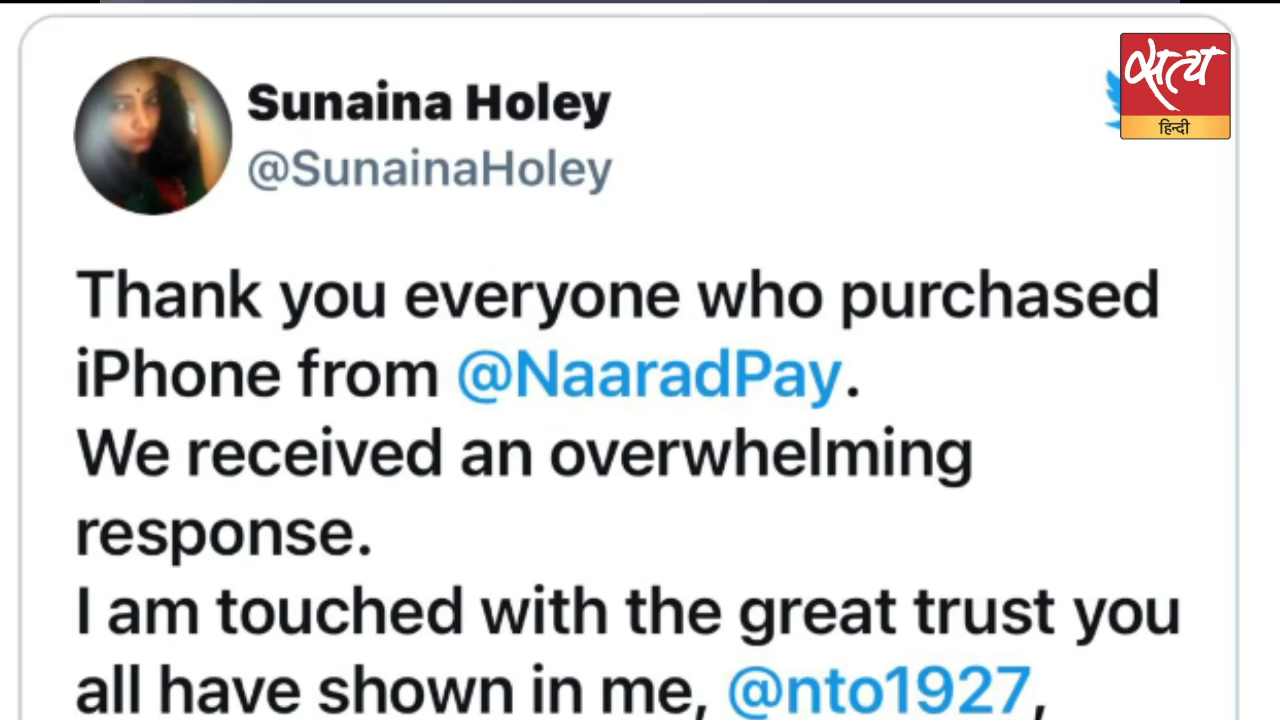 Sunaina Holey
@SunainaHoley
सत्य
हिन्दी
Thank you everyone who purchased
iPhone from @NaaradPay.
We received an overwhelming
response.
I am touched with the great trust you
all have shown in me, @nto1927,